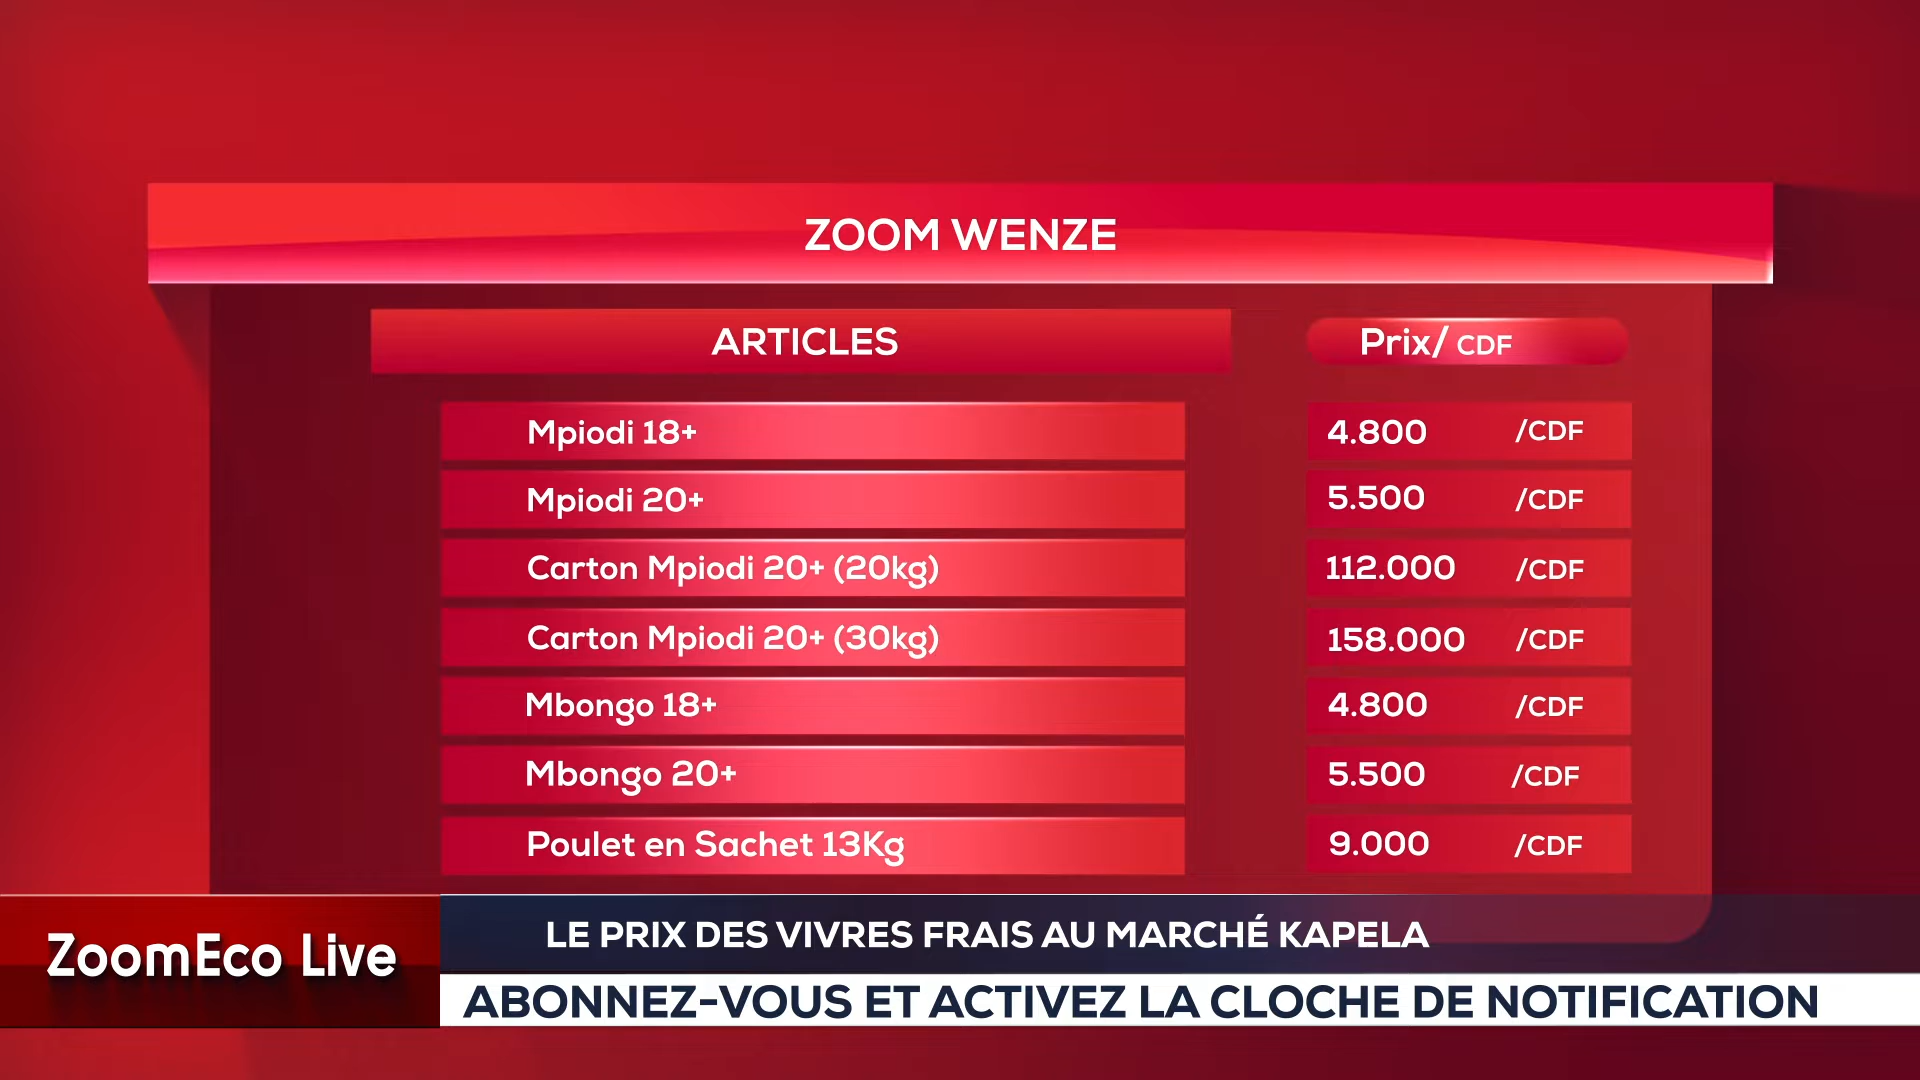 ZOOM WENZE
ARTICLES Prix/ CDF
Mpiodi 18+ 4.800 /CDF
Mpiodi 20+ 5.500 /CDF
Carton Mpiodi 20+ (20kg) 112.000 /CDF
Carton Mpiodi 20+ (30kg) 158.000 /CDF
Mbongo 18+ 4.800 /CDF
Mbongo 20+ 5.500 /CDF
Poulet en Sachet 13Kg 9.000 /CDF
LE PRIX DES VIVRES FRAIS AU MARCHÉ KAPELA
ZoomEco Live
ABONNEZ-VOUS ET ACTIVEZ LA CLOCHE DE NOTIFICATION